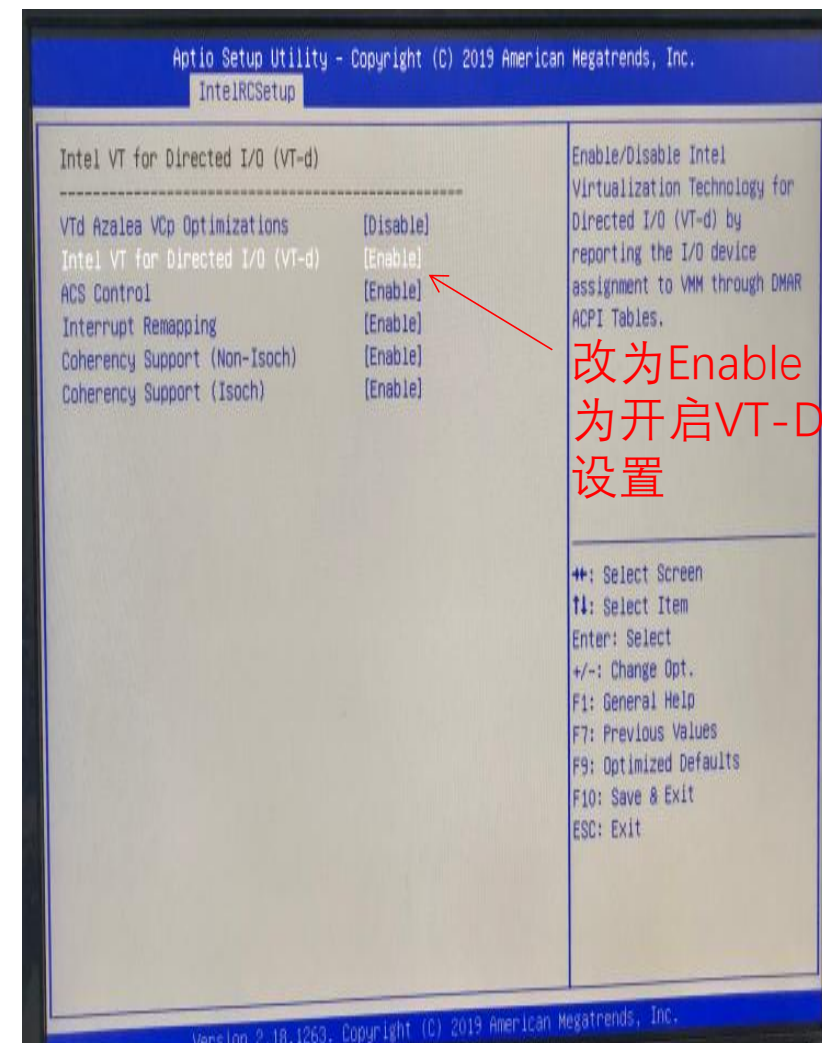 Aptio Setup Utility - Copyright (C) 2019 American Megatrends, Inc.
IntelRCSetup
Intel VT for Directed I/O (VT-d)
--------------------------------------------------
VTd Azalea VCp Optimizations [Disable]
Intel VT for Directed I/O (VT-d) [Enable]
ACS Control [Enable]
Interrupt Remapping [Enable]
Coherency Support (Non-Isoch) [Enable]
Coherency Support (Isoch) [Enable]
Enable/Disable Intel
Virtualization Technology for
Directed I/O (VT-d) by
reporting the I/O device
assignment to VMM through DMAR
ACPI Tables.
改为Enable
为开启VT-D
设置
→←: Select Screen
↑↓: Select Item
Enter: Select
+/-: Change Opt.
F1: General Help
F7: Previous Values
F9: Optimized Defaults
F10: Save & Exit
ESC: Exit
Version 2.18.1263. Copyright (C) 2019 American Megatrends, Inc.